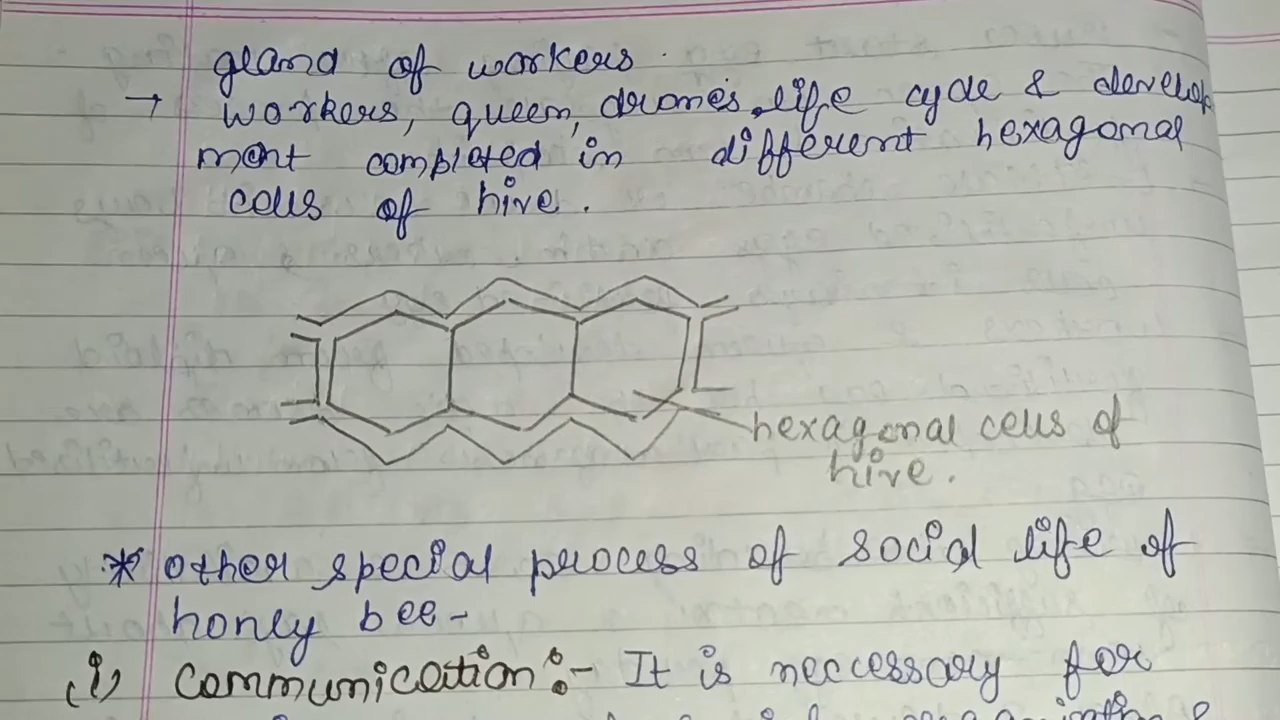 gland of workers.
→ workers, queen, drones life cycle & develop
ment completed in different hexagonal
cells of hive.
hexagonal cells of
hive.
* other special process of social life of
honey bee-
(i) communication :- It is neccessary for